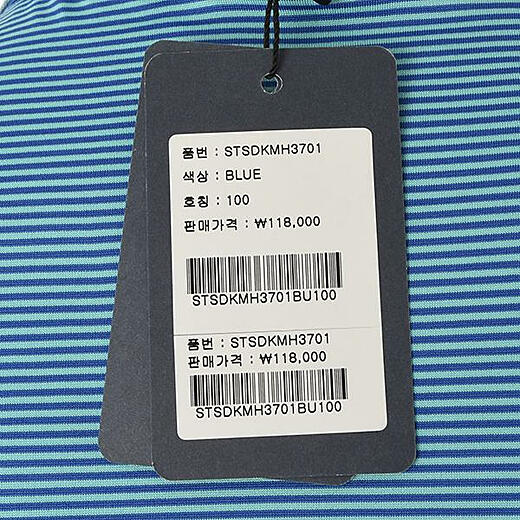 품번 : STSDKMH3701
색상 : BLUE
호칭 : 100
판매가격 : ₩118,000
STSDKMH3701BU100
품번 : STSDKMH3701
판매가격 : ₩118,000
STSDKMH3701BU100